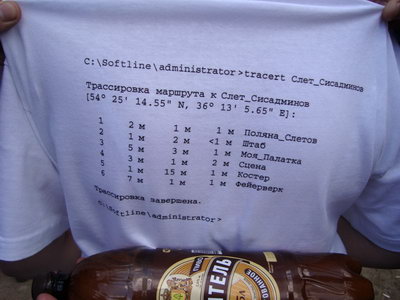 C:\Softline\administrator>tracert Слет_Сисадминов
Трассировка маршрута к Слет_Сисадминов
[54° 25' 14.55" N, 36° 13' 5.65" E]:
1 2 м 1 м 1 м Поляна_Слетов
2 1 м 2 м <1 м Штаб
3 5 м 3 м 1 м Моя_Палатка
4 3 м 1 м 2 м Сцена
5 1 м 15 м 1 м Костер
6 7 м 1 м 1 м Фейерверк
Трассировка завершена.
C:\Softline\administrator>